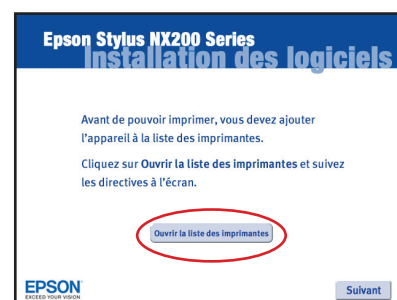 Epson Stylus NX200 Series
Installation des logiciels
Avant de pouvoir imprimer, vous devez ajouter
l'appareil à la liste des imprimantes.
Cliquez sur Ouvrir la liste des imprimantes et suivez
les directives à l'écran.
Ouvrir la liste des imprimantes
EPSON
EXCEED YOUR VISION
Suivant